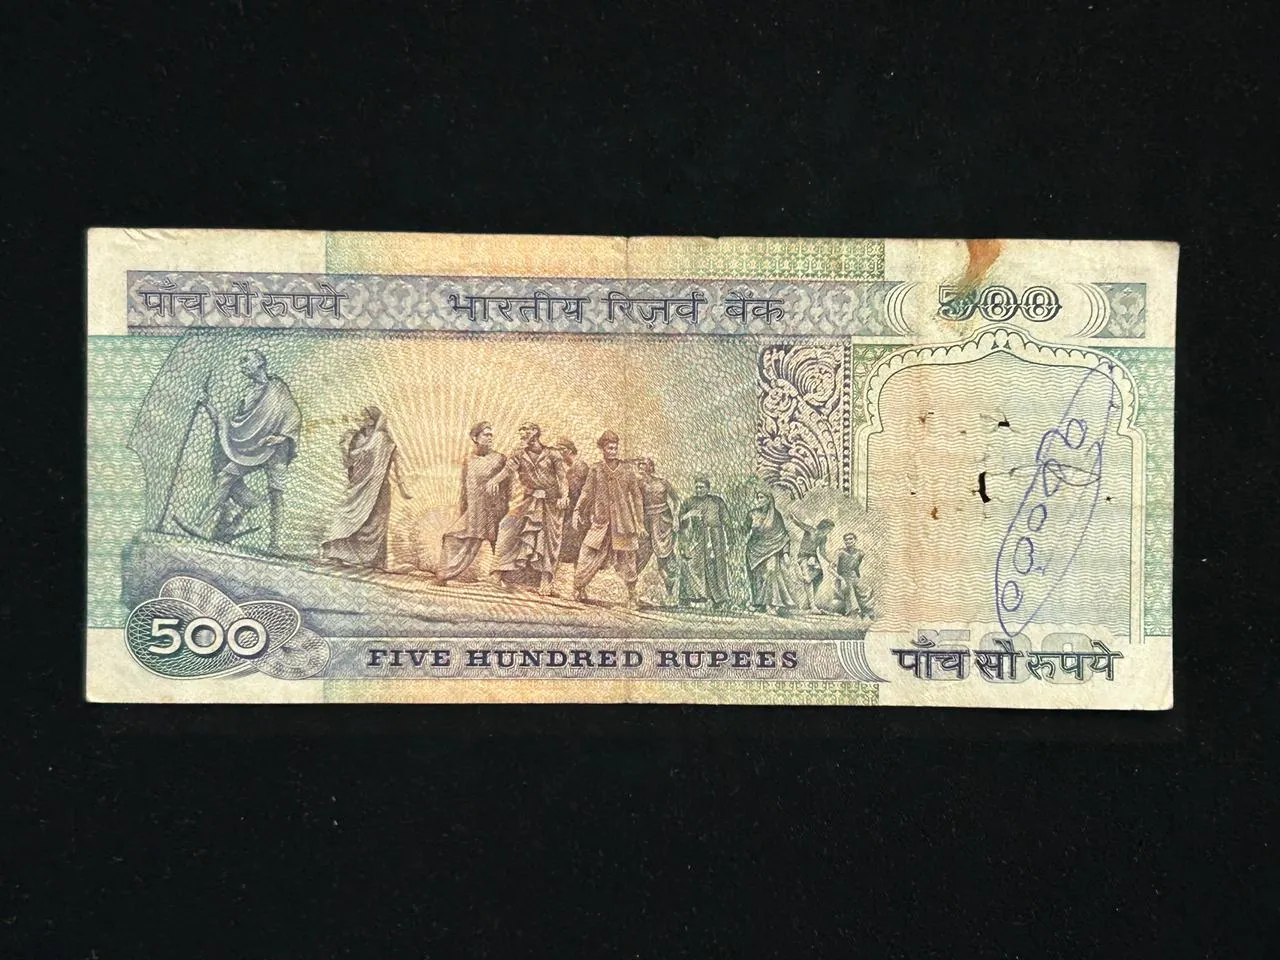 पाँच सौ रुपये भारतीय रिज़र्व बैंक 500
500 FIVE HUNDRED RUPEES पाँच सौ रुपये